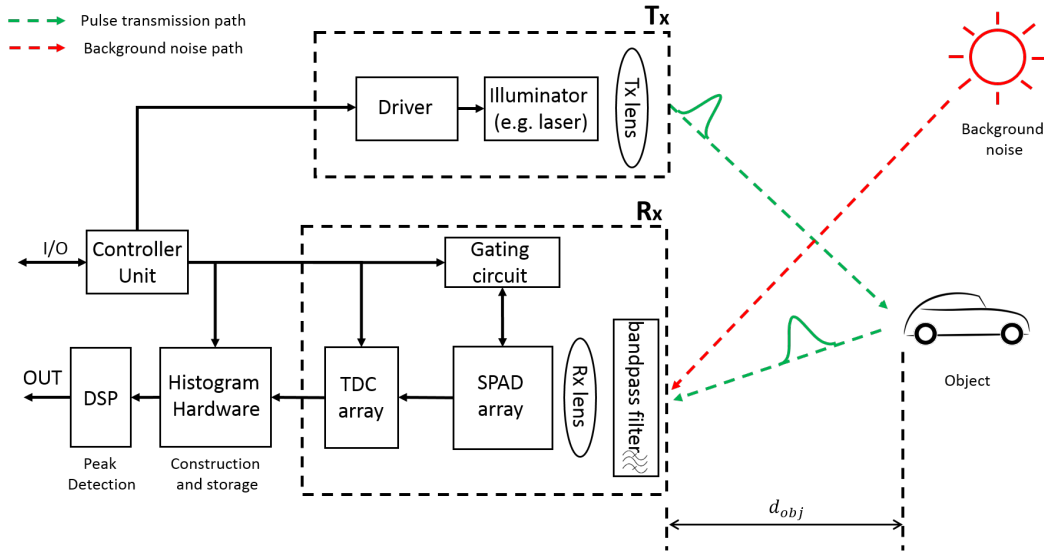 Pulse transmission path
Background noise path
Tx
Driver
Illuminator
(e.g. laser)
Tx lens
Background
noise
Rx
I/O
Controller
Unit
Gating
circuit
OUT
DSP
Histogram
Hardware
TDC
array
SPAD
array
Rx lens
bandpass filter
Object
Peak
Detection
Construction
and storage
d_obj